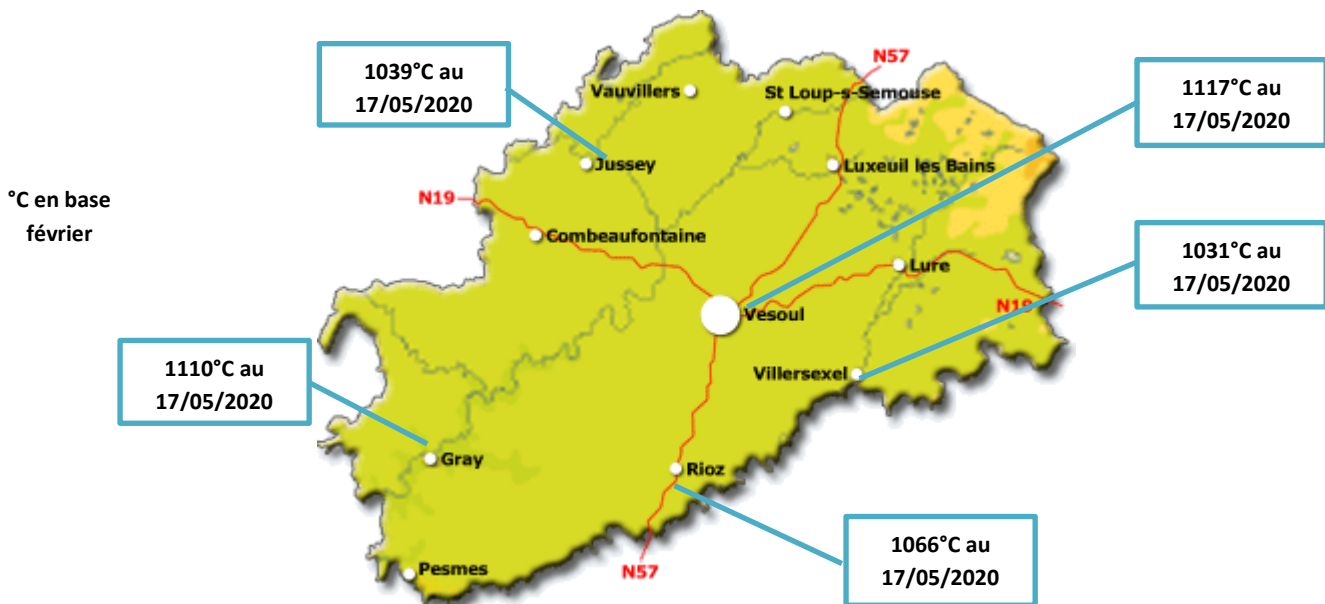 1039°C au
17/05/2020
N57
Vauvillers
St Loup-s-Semouse
1117°C au
17/05/2020
Jussey
Luxeuil les Bains
°C en base
février
N19
Combeaufontaine
Lure
1031°C au
17/05/2020
N19
Vesoul
Villersexel
1110°C au
17/05/2020
Gray
Rioz
1066°C au
17/05/2020
Pesmes
N57